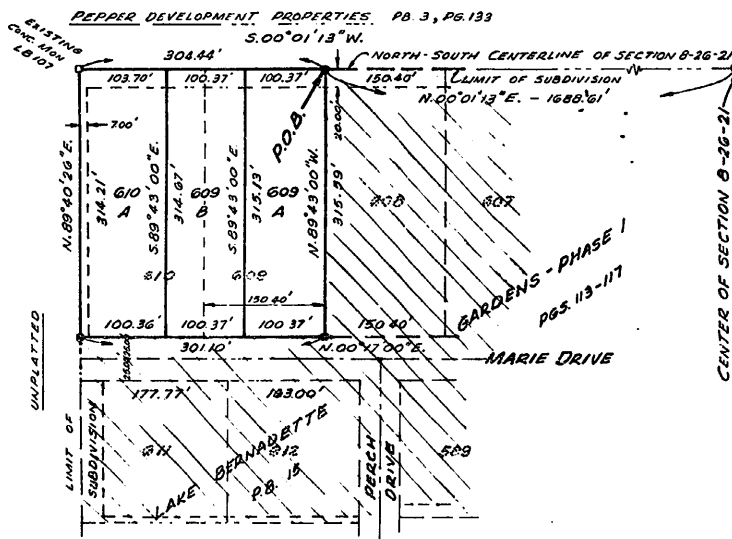 PEPPER DEVELOPMENT PROPERTIES PB. 3, PG. 133
EXISTING
CONC. MON
LB 107
S.00°01'13"W.
304.44'
NORTH-SOUTH CENTERLINE OF SECTION 8-26-21
103.70'
100.37'
100.37'
150.40'
LIMIT OF SUBDIVISION
N.00°01'13"E. - 1688.61'
7.00'
P.O.B.
20.00'
N.89°40'26"E.
314.21'
610
A
S.89°43'00"E.
314.67'
609
B
S.89°43'00"E.
315.13'
609
A
N.89°43'00"W.
315.59'
608
607
610
609
CENTER OF SECTION 8-26-21
GARDENS - PHASE I
PGS. 113-117
150.40'
100.36'
100.37'
100.37'
150.40'
301.10'
N.00°17'00"E.
MARIE DRIVE
UNPLATTED
177.77'
183.00'
LIMIT OF
SUBDIVISION
611
612
589
LAKE BERNADETTE
P.B. 15
PERCH
DRIVE